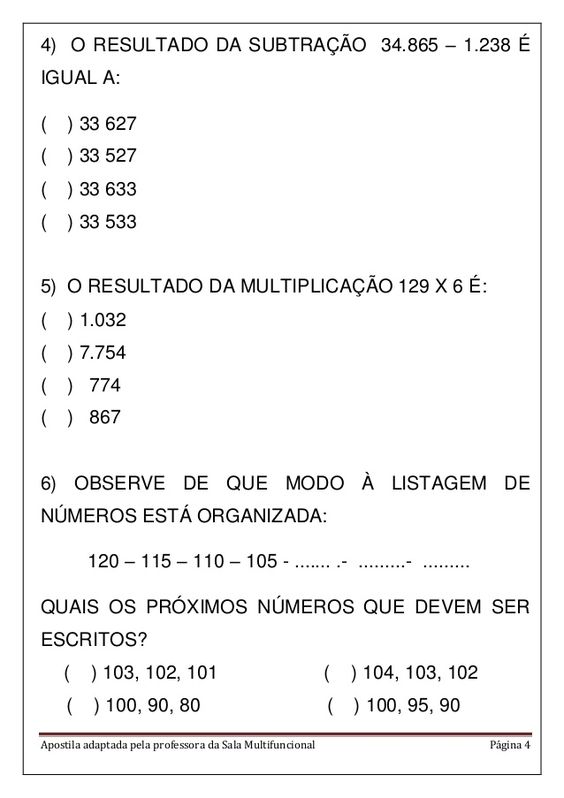 4) O RESULTADO DA SUBTRAÇÃO 34.865 – 1.238 É
IGUAL A:
( ) 33 627
( ) 33 527
( ) 33 633
( ) 33 533
5) O RESULTADO DA MULTIPLICAÇÃO 129 X 6 É:
( ) 1.032
( ) 7.754
( ) 774
( ) 867
6) OBSERVE DE QUE MODO À LISTAGEM DE
NÚMEROS ESTÁ ORGANIZADA:
120 – 115 – 110 – 105 - ....... .- .........- .........
QUAIS OS PRÓXIMOS NÚMEROS QUE DEVEM SER
ESCRITOS?
( ) 103, 102, 101 ( ) 104, 103, 102
( ) 100, 90, 80 ( ) 100, 95, 90
Apostila adaptada pela professora da Sala Multifuncional Página 4